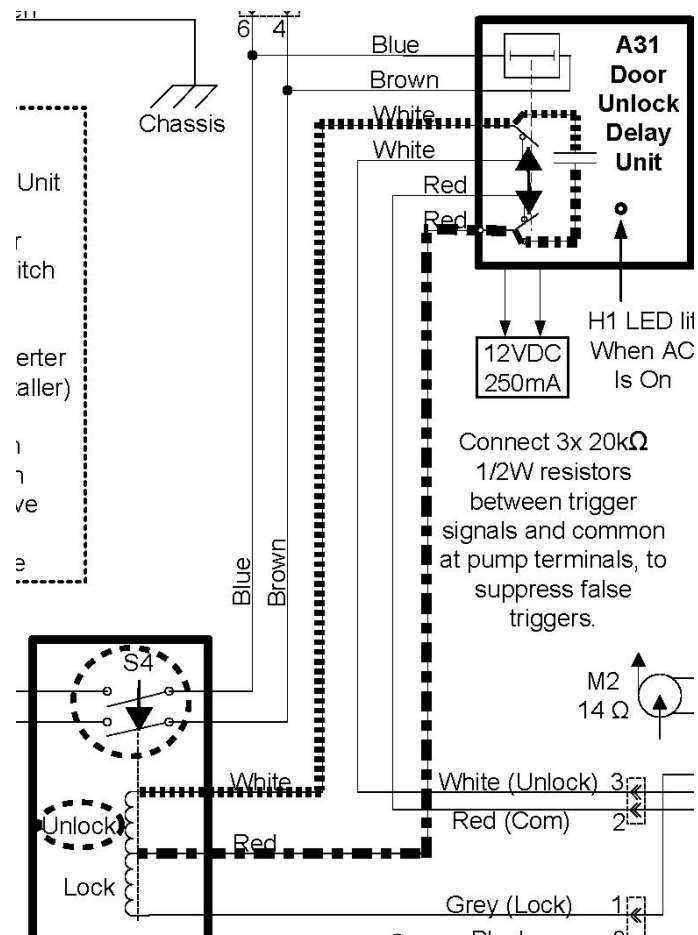 6 4
Blue
Brown
White
White
Red
Red
A31
Door
Unlock
Delay
Unit
Chassis
Unit
r
itch
erter
aller)
n
n
ve
e
12VDC
250mA
H1 LED lit
When AC
Is On
Connect 3x 20kΩ
1/2W resistors
between trigger
signals and common
at pump terminals, to
suppress false
triggers.
Blue
Brown
S4
M2
14 Ω
White
Unlock
Red
Lock
White (Unlock) 3
Red (Com) 2
Grey (Lock) 1